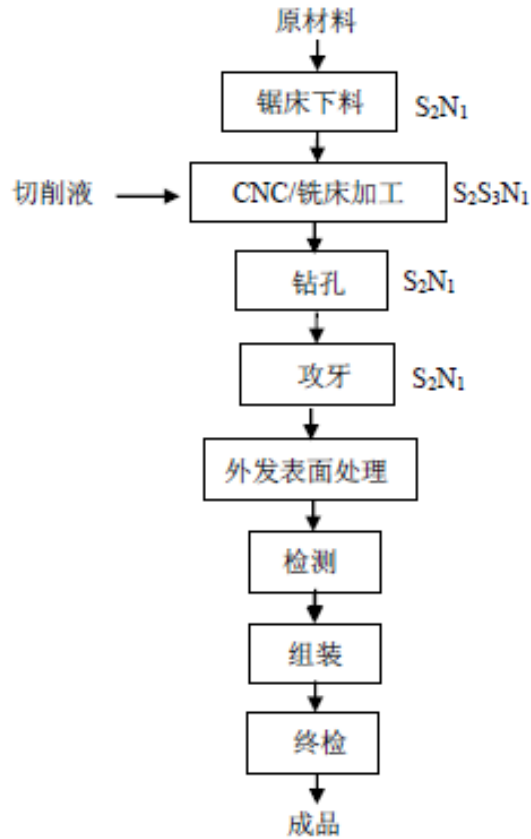 原材料
锯床下料 S₂N₁
切削液 CNC/铣床加工 S₂S₃N₁
钻孔 S₂N₁
攻牙 S₂N₁
外发表面处理
检测
组装
终检
成品